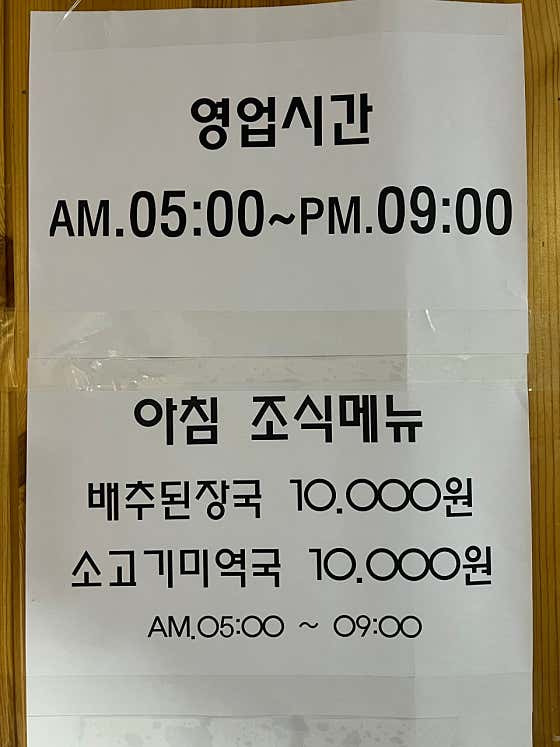 영업시간
AM.05:00~PM.09:00
아침 조식메뉴
배추된장국 10.000원
소고기미역국 10.000원
AM.05:00 ~ 09:00